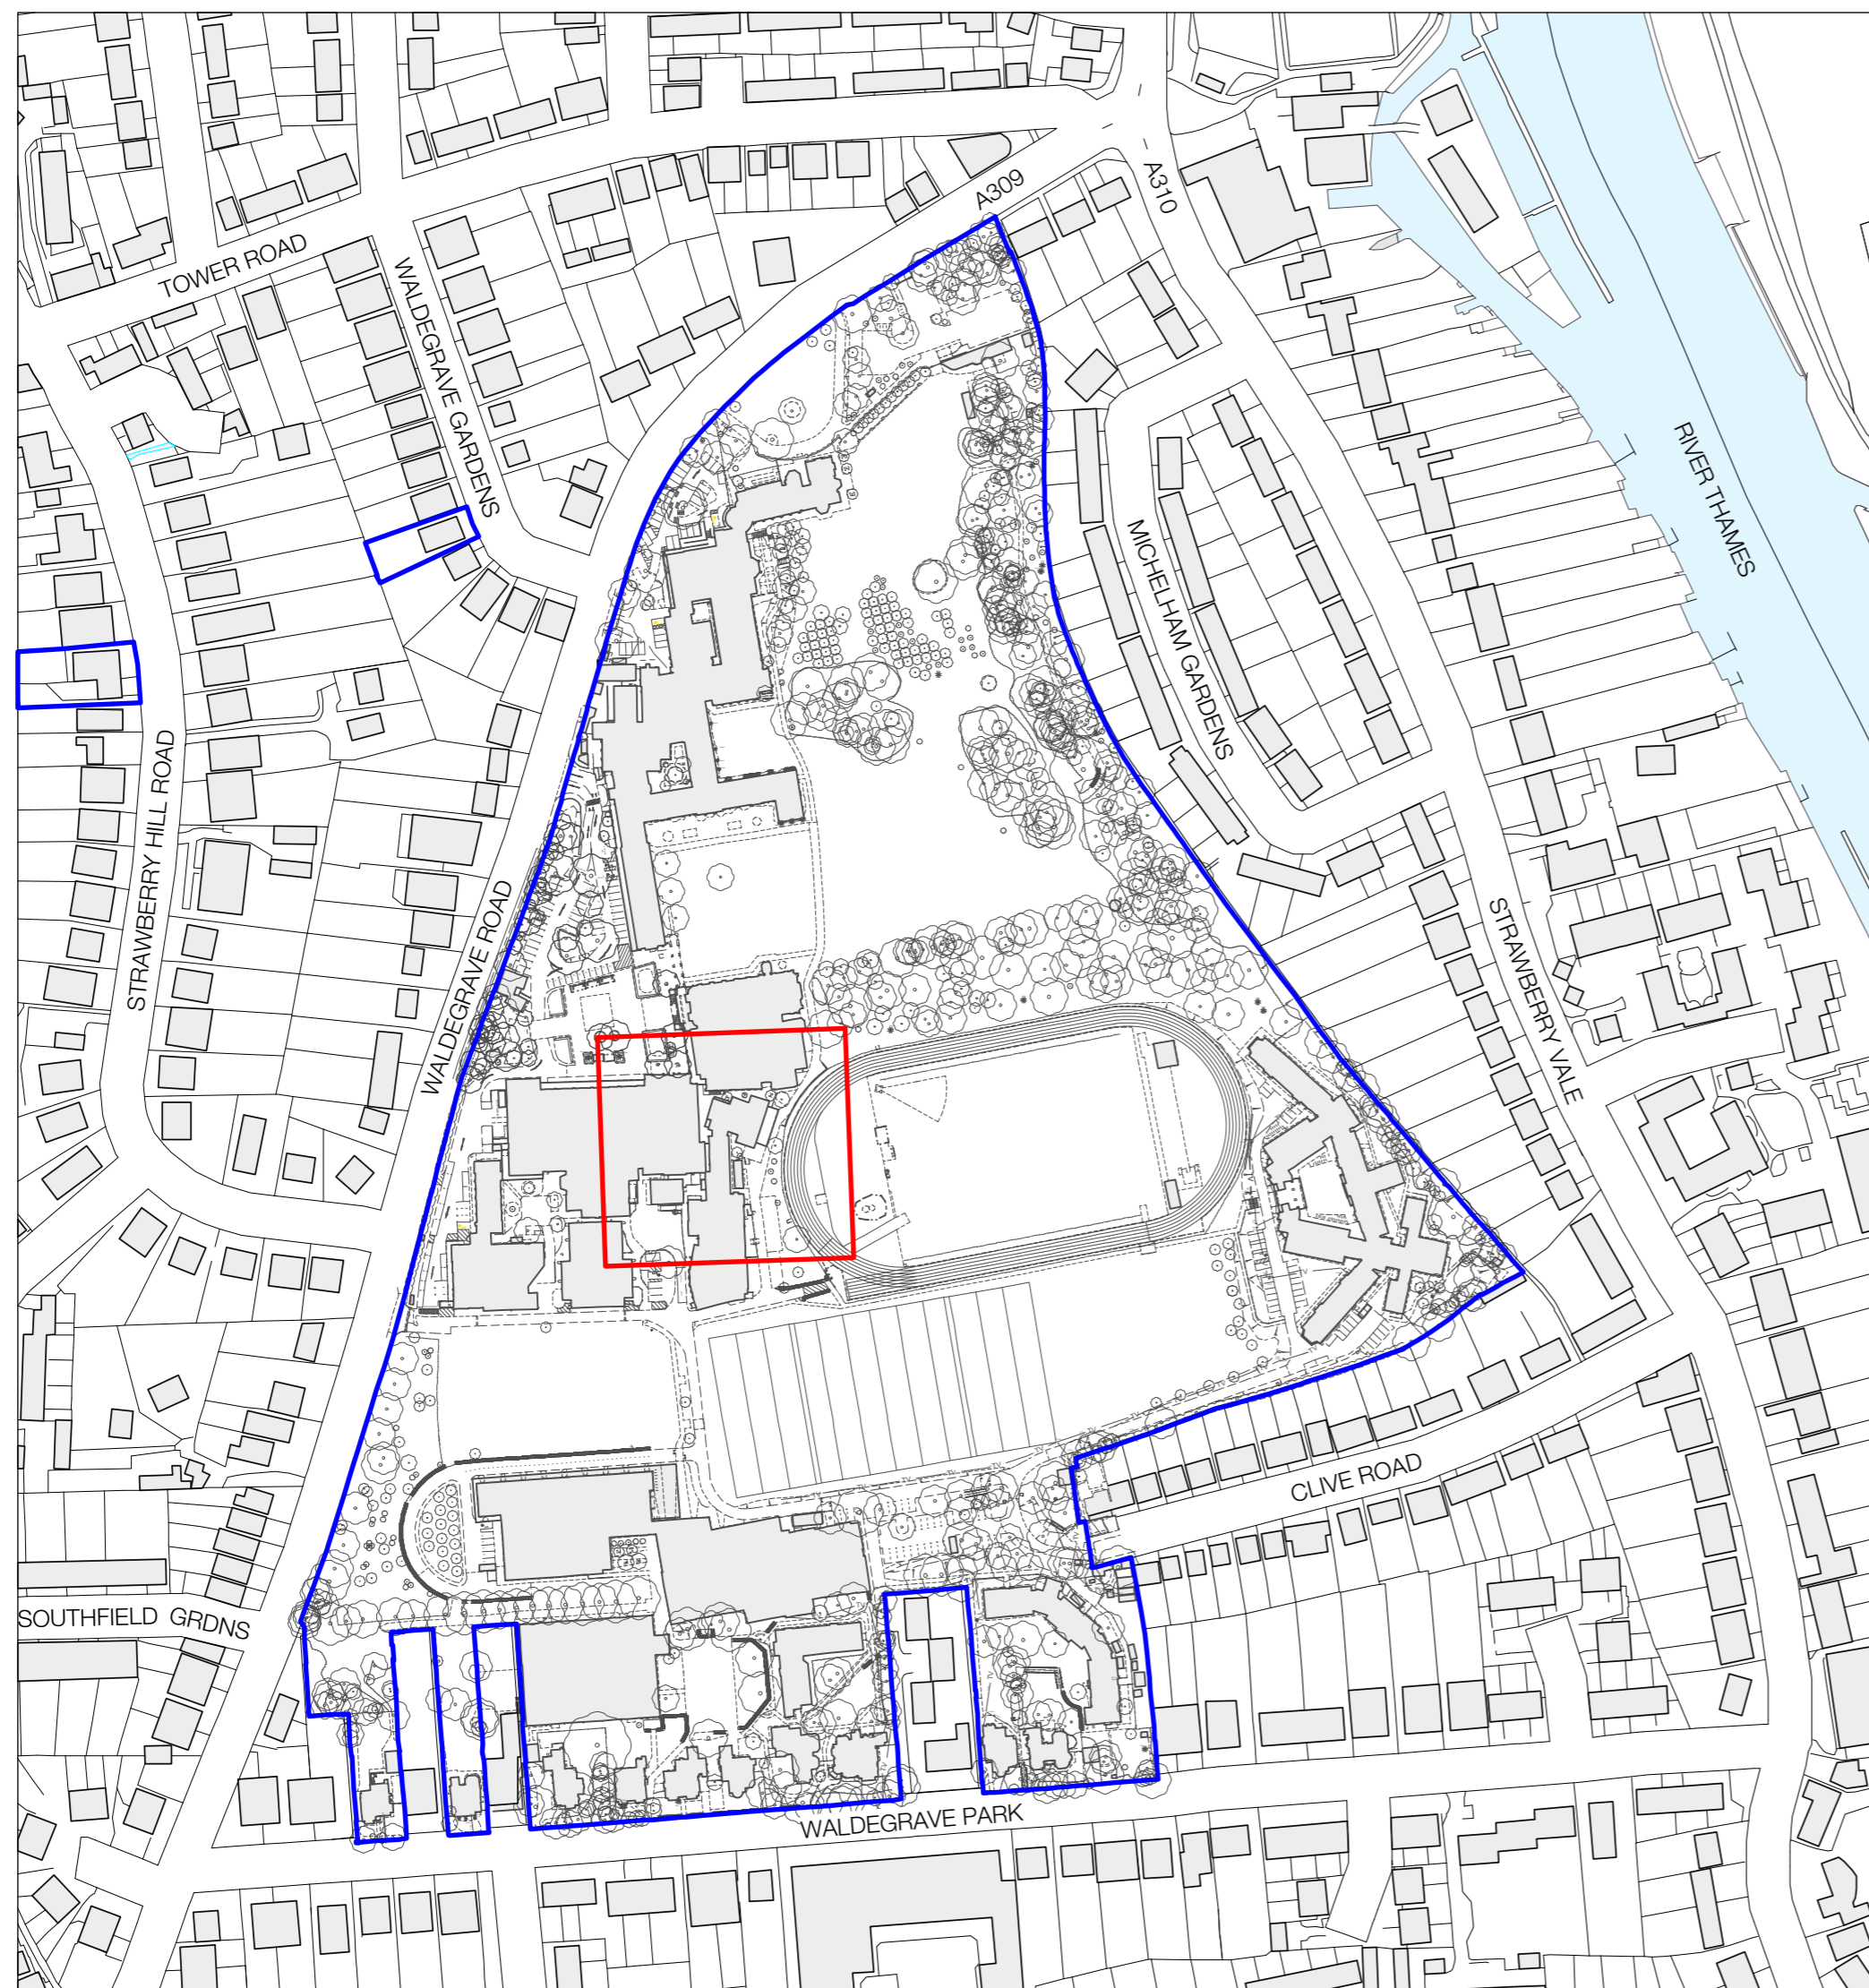 A309
A310
TOWER ROAD
WALDEGRAVE GARDENS
RIVER THAMES
MICHELHAM GARDENS
STRAWBERRY HILL ROAD
WALDEGRAVE ROAD
STRAWBERRY VALE
CLIVE ROAD
SOUTHFIELD GRDNS
WALDEGRAVE PARK